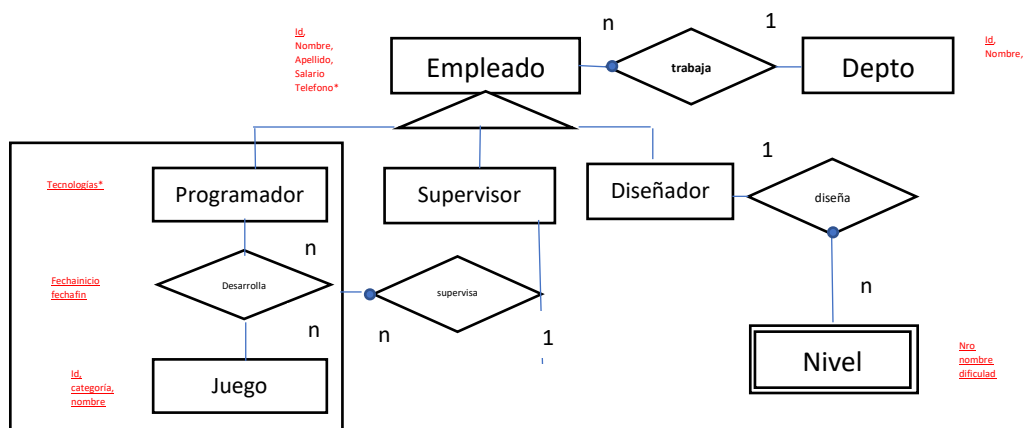 n
1
Id,
Nombre,
Apellido,
Salario
Telefono*
Empleado
trabaja
Depto
Id,
Nombre,
1
Tecnologías*
Programador
Supervisor
Diseñador
diseña
n
Fechainicio
fechafin
Desarrolla
supervisa
n
n
n
1
Id,
categoría,
nombre
Juego
Nivel
Nro
nombre
dificulad